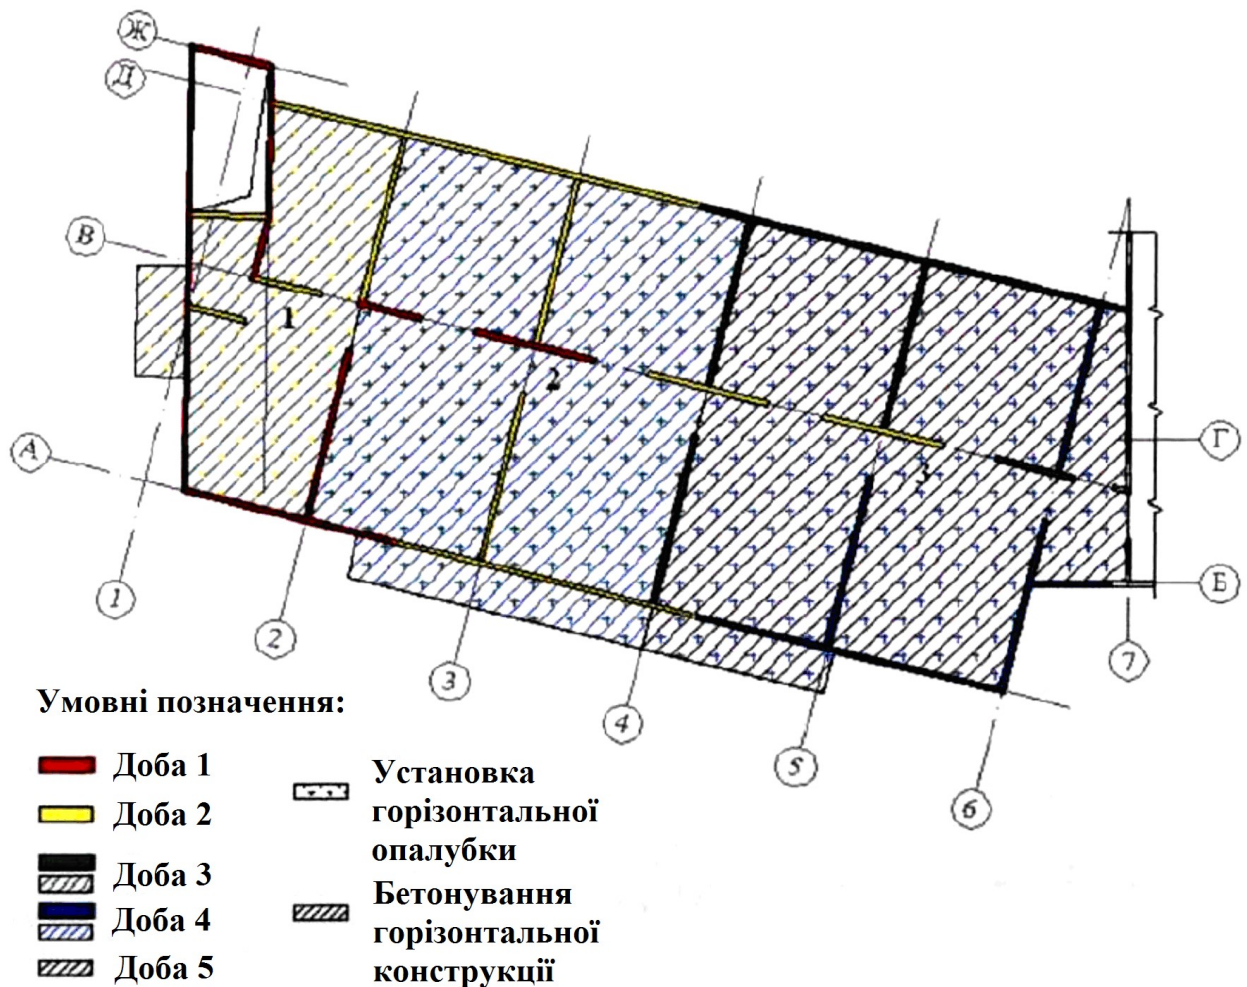 Ж
Д
В
А
1
2
3
1
2
3
4
5
6
7
Г
Б
Умовні позначення:
Доба 1
Доба 2
Доба 3
Доба 4
Доба 5
Установка
горізонтальної
опалубки
Бетонування
горізонтальної
конструкції